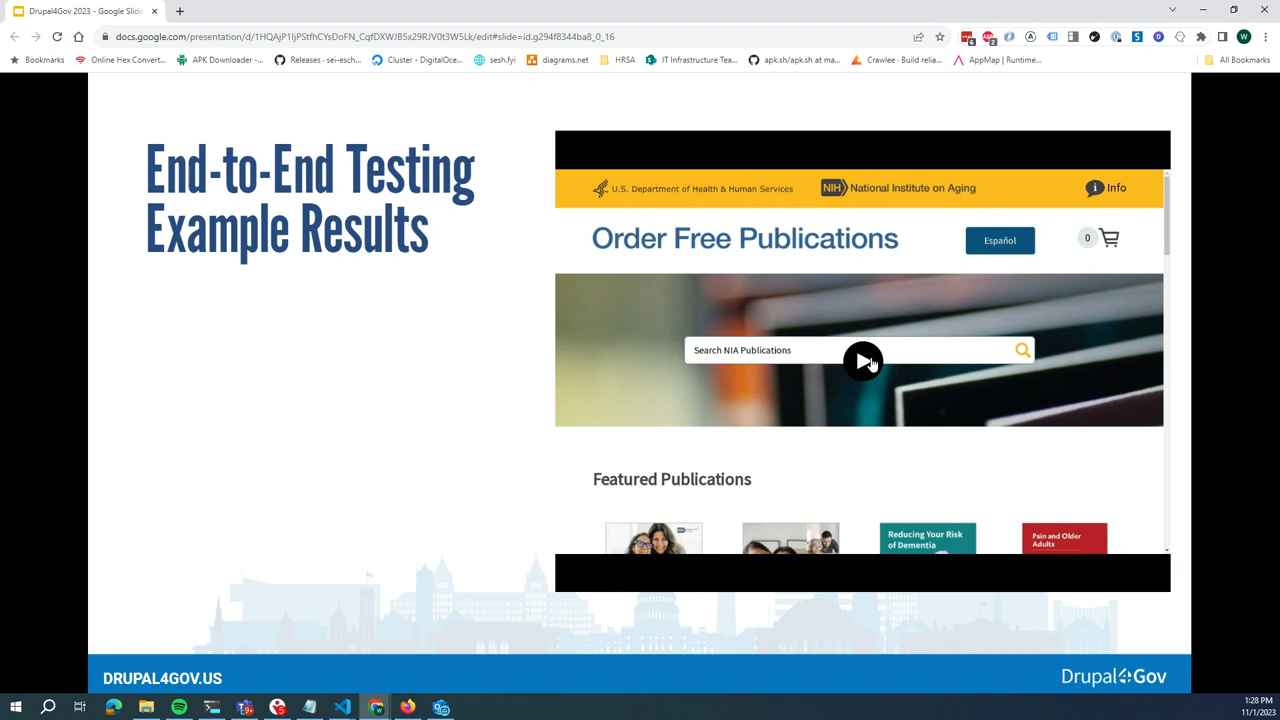 Drupal4Gov 2023 - Google Slide
docs.google.com/presentation/d/1HQAjP1IjPStfhCYsDoFN_CqfDXWJB5x29RJV0t3W5Lk/edit#slide=id.g294f8344ba8_0_16
Bookmarks
Online Hex Convert...
APK Downloader -...
Releases · sei-esch...
Cluster - DigitalOce...
sesh.fyi
diagrams.net
HRSA
IT Infrastructure Tea...
apk.sh/apk.sh at ma...
Crawlee · Build relia...
AppMap | Runtime...
All Bookmarks
End-to-End Testing
Example Results
U.S. Department of Health & Human Services
NIH National Institute on Aging
i Info
Order Free Publications
Español
0
Search NIA Publications
Featured Publications
Reducing Your Risk
of Dementia
Pain and Older
Adults
DRUPAL4GOV.US
Drupal4Gov
1:28 PM
11/1/2023